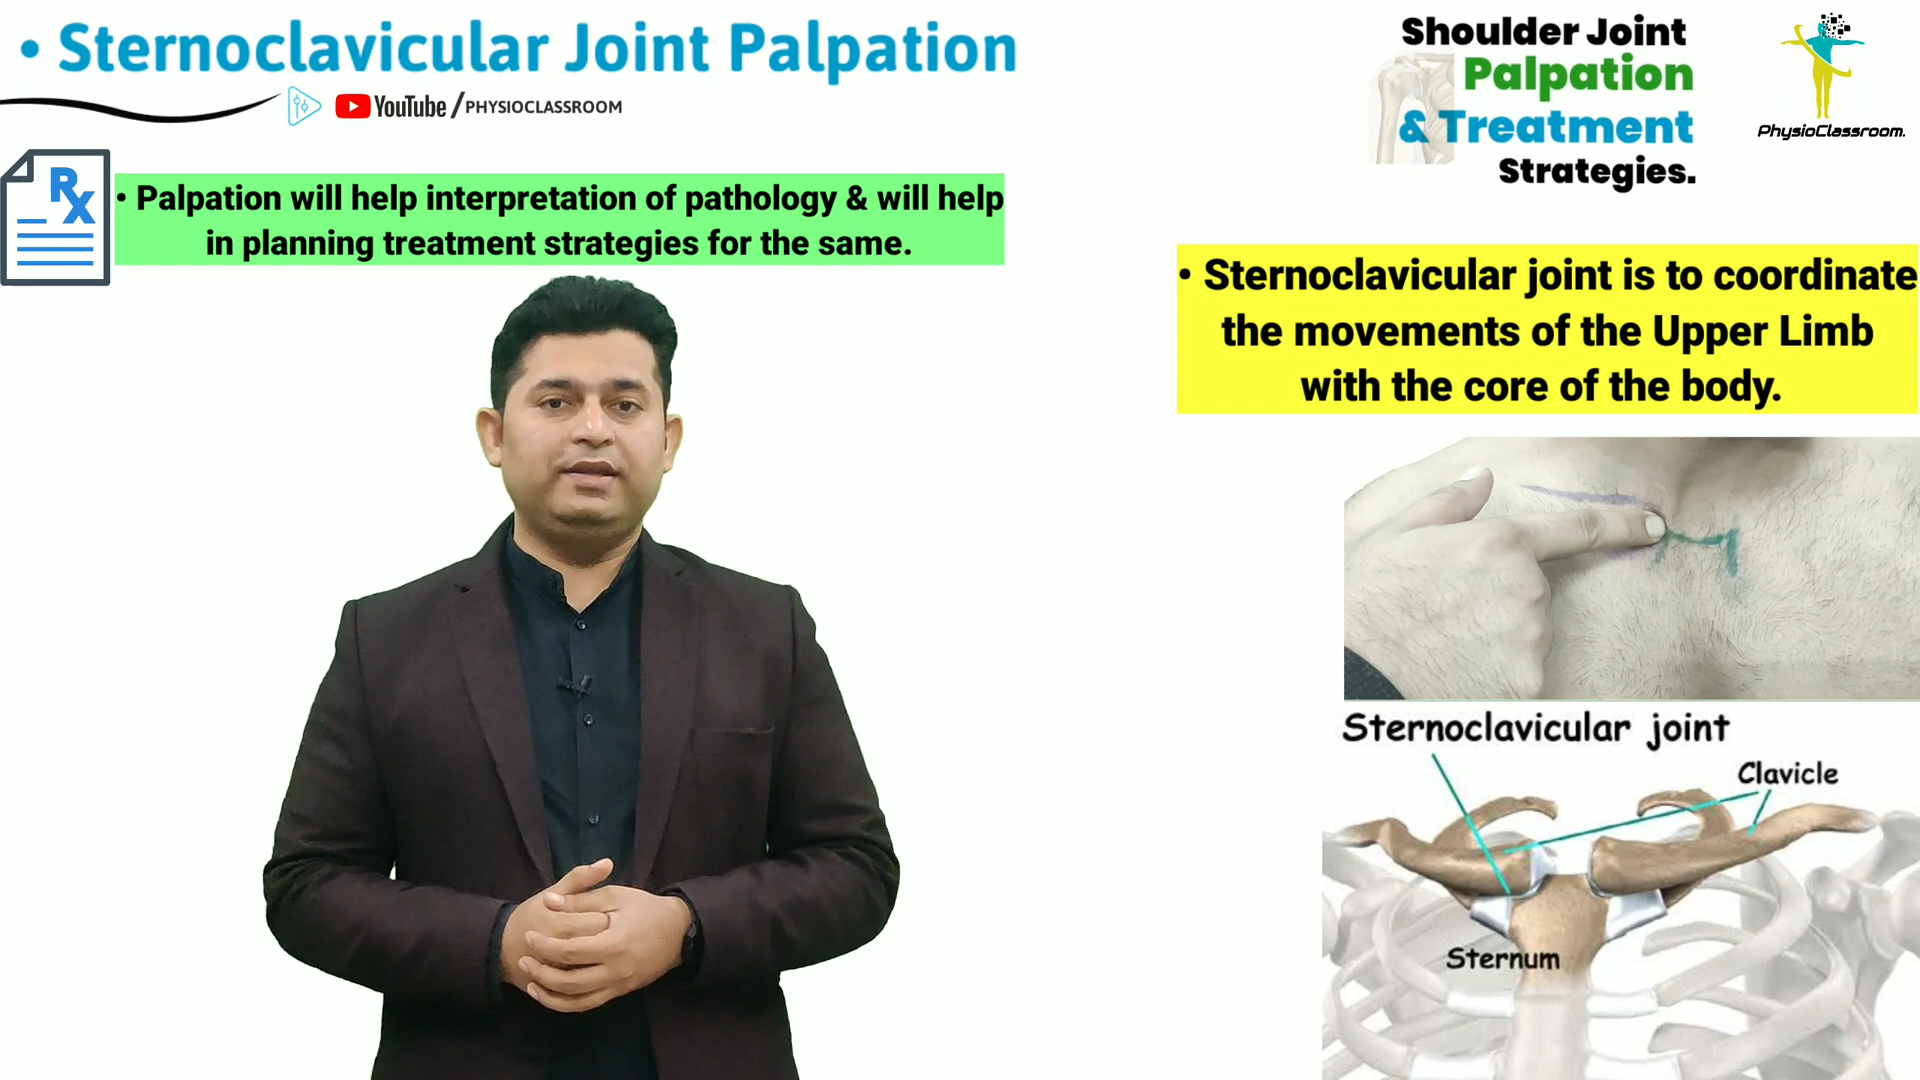 • Sternoclavicular Joint Palpation
YouTube / PHYSIOCLASSROOM
Rx
• Palpation will help interpretation of pathology & will help
in planning treatment strategies for the same.
Shoulder Joint
Palpation
& Treatment
Strategies.
PhysioClassroom.
• Sternoclavicular joint is to coordinate
the movements of the Upper Limb
with the core of the body.
Sternoclavicular joint
Clavicle
Sternum